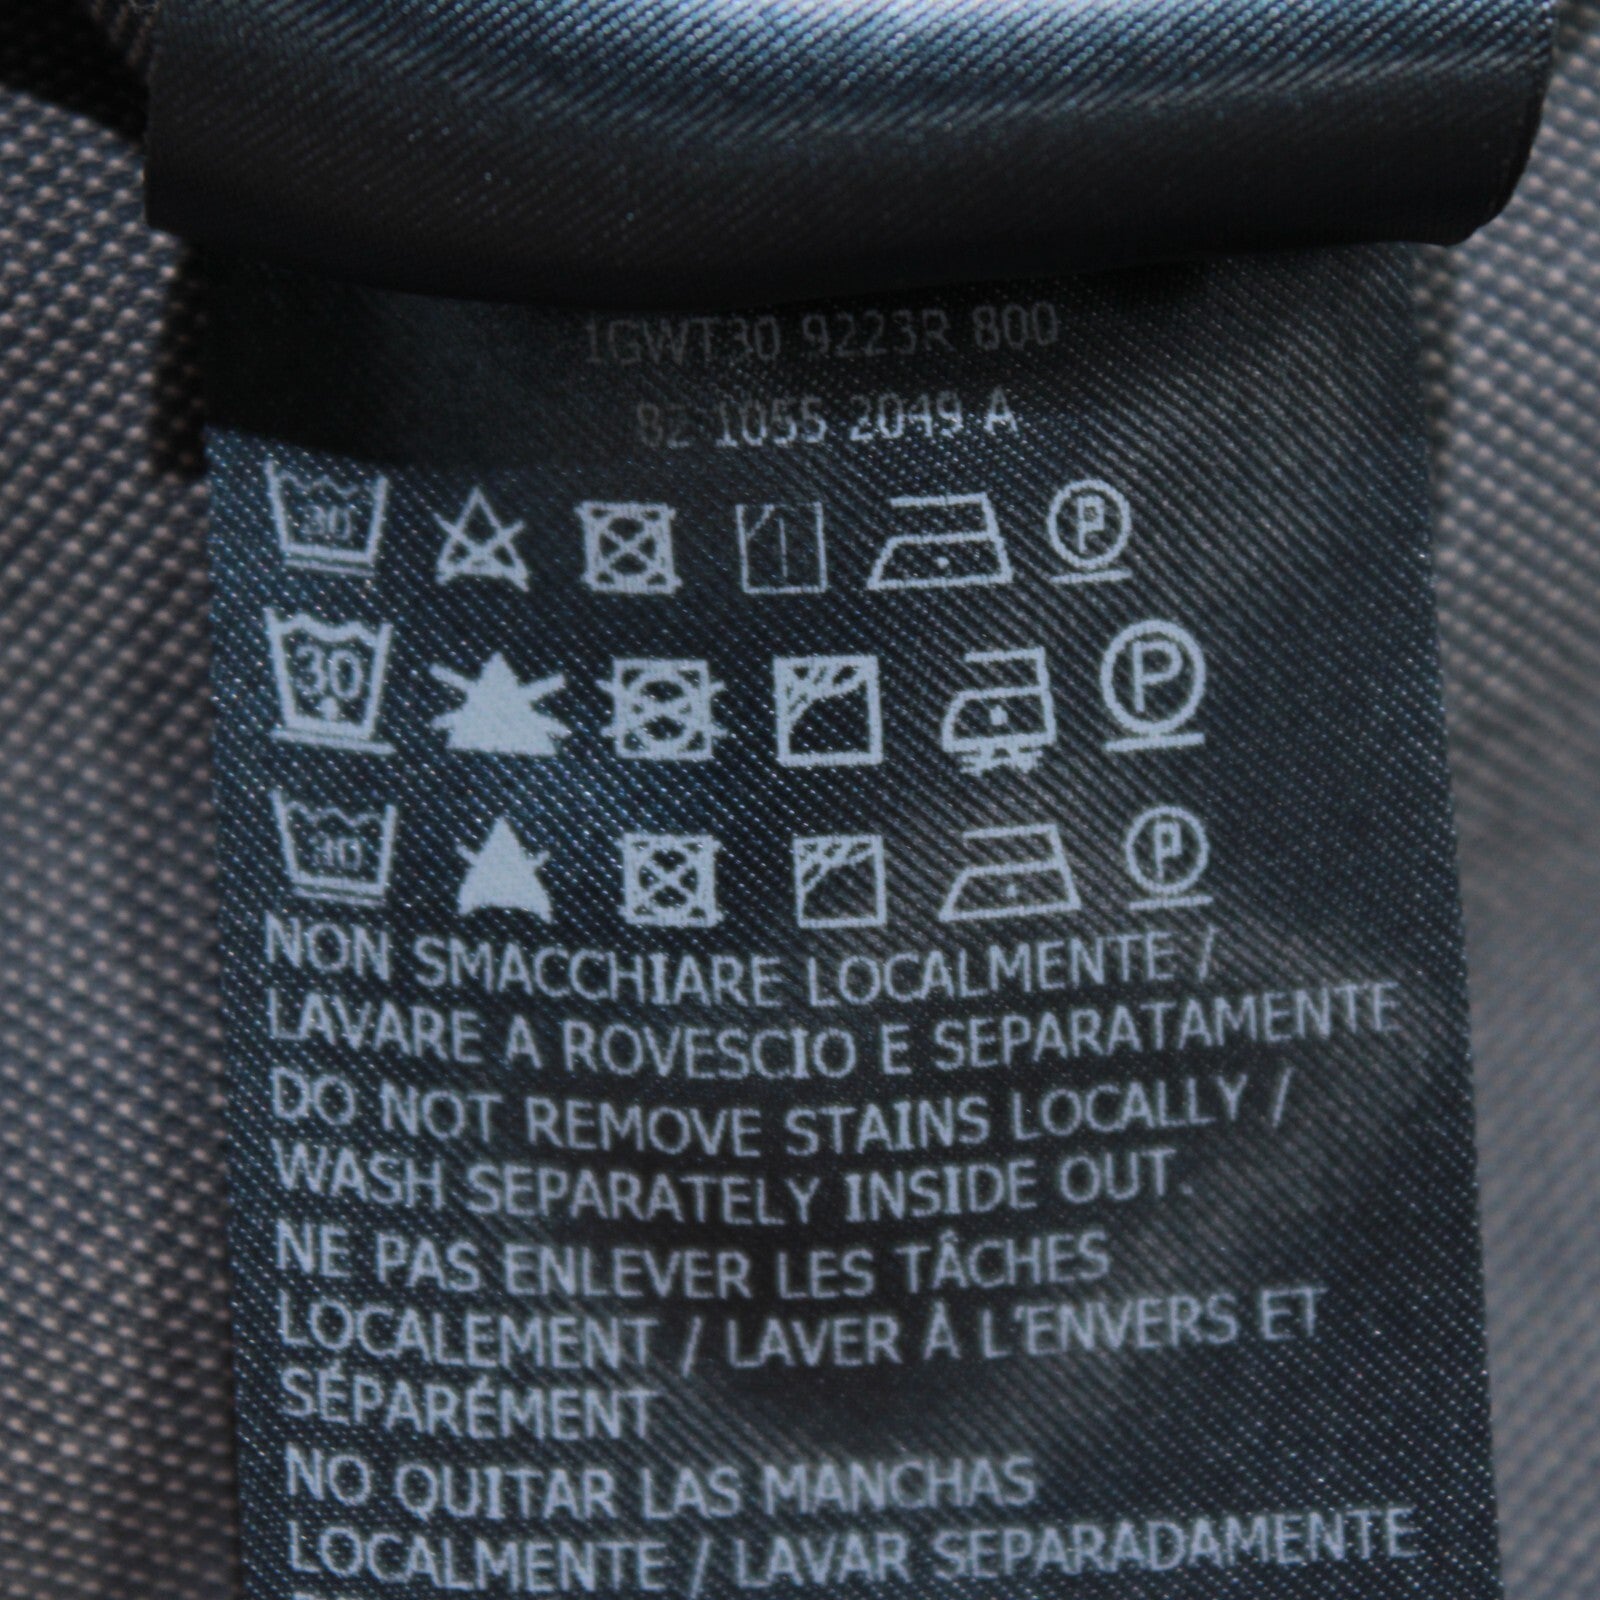 1GWT30 9223R 800
8Z 1055 2049 A
30 P
30 P
30 P
NON SMACCHIARE LOCALMENTE /
LAVARE A ROVESCIO E SEPARATAMENTE
DO NOT REMOVE STAINS LOCALLY /
WASH SEPARATELY INSIDE OUT.
NE PAS ENLEVER LES TÂCHES
LOCALEMENT / LAVER À L'ENVERS ET
SÉPARÉMENT
NO QUITAR LAS MANCHAS
LOCALMENTE / LAVAR SEPARADAMENTE